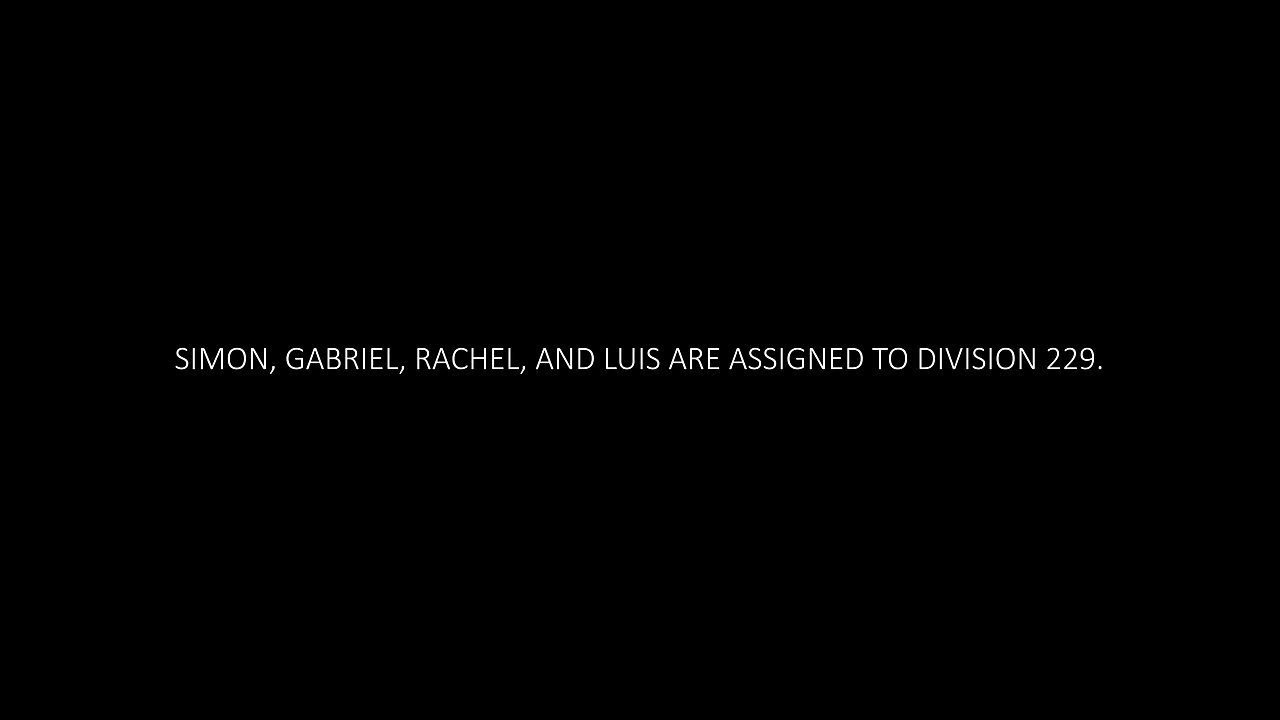 SIMON, GABRIEL, RACHEL, AND LUIS ARE ASSIGNED TO DIVISION 229.